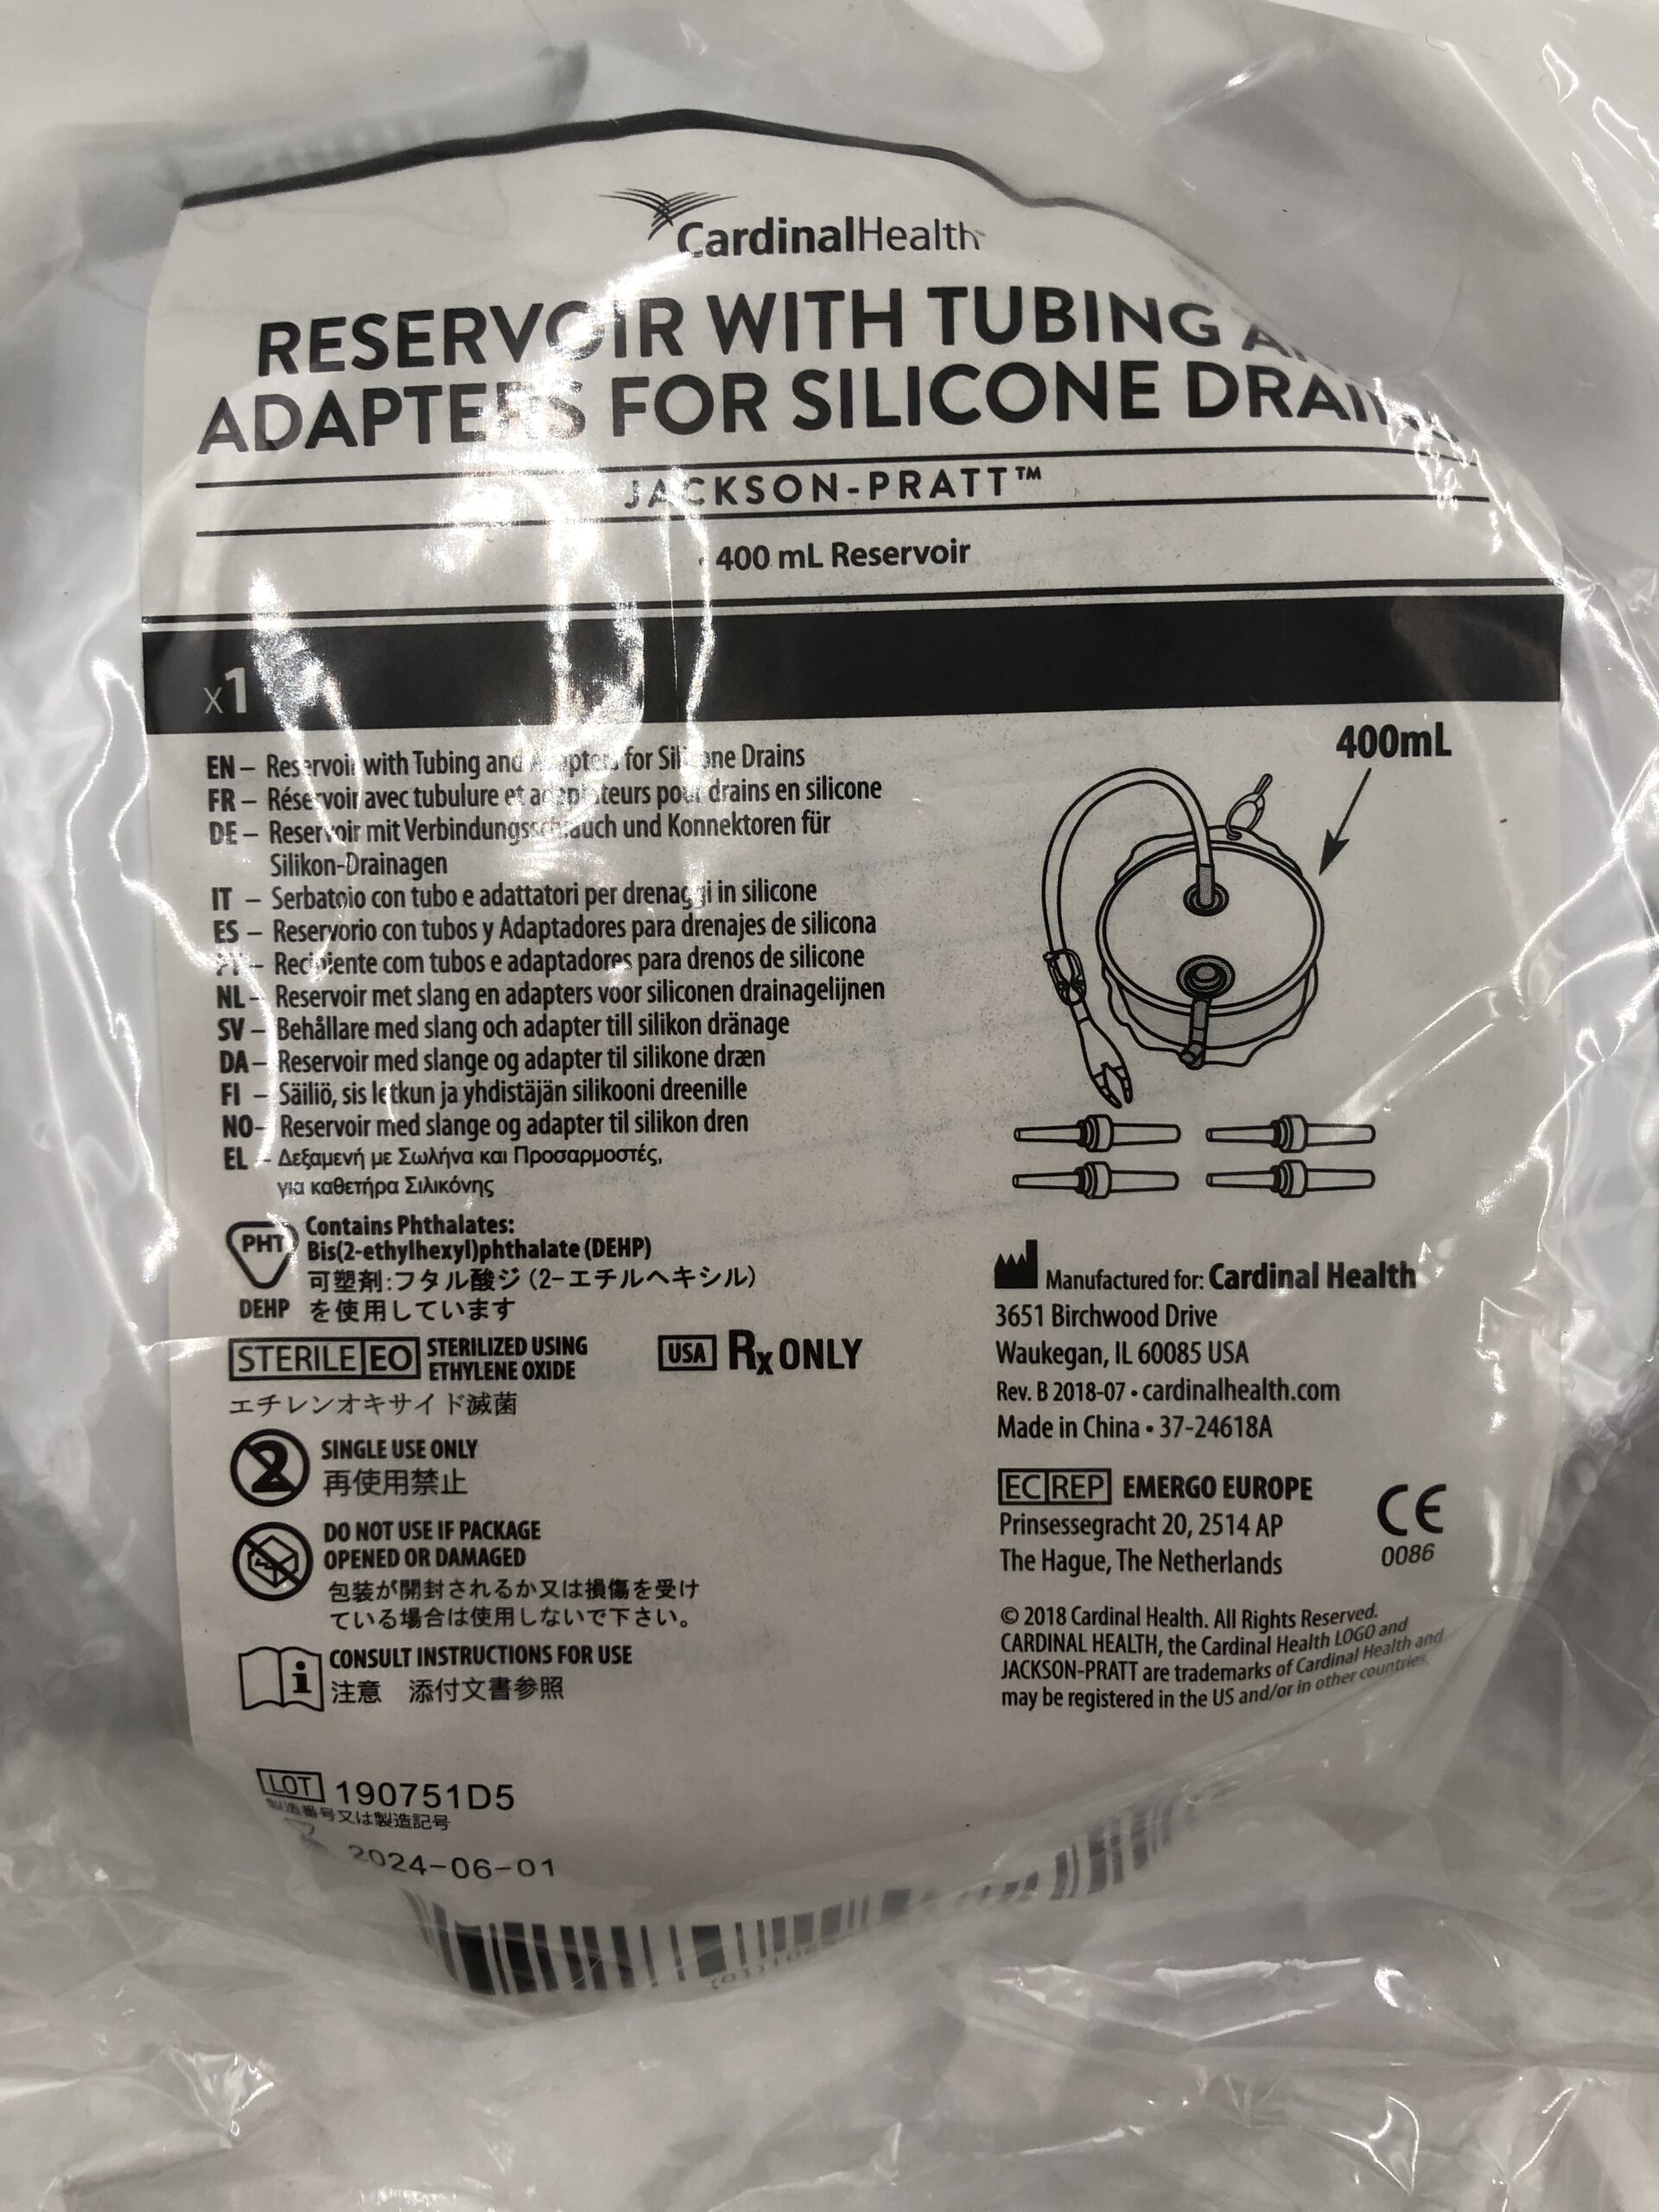 CardinalHealth™
RESERVOIR WITH TUBING
ADAPTERS FOR SILICONE
JACKSON-PRATT™
• 400 mL Reservoir
x1
EN – Reservoir with Tubing and Adapters for Silicone Drains
FR – Réservoir avec tubulure et adaptateurs pour drains en silicone
DE – Reservoir mit Verbindungsschlauch und Konnektoren für
Silikon-Drainagen
IT – Serbatoio con tubo e adattatori per drenaggi in silicone
ES – Reservorio con tubos y Adaptadores para drenajes de silicona
PT – Recipiente com tubos e adaptadores para drenos de silicone
NL – Reservoir met slang en adapters voor siliconen drainagelijnen
SV – Behållare med slang och adapter till silikon dränage
DA – Reservoir med slange og adapter til silikone dræn
FI – Säiliö, sis letkun ja yhdistäjän silikooni dreenille
NO – Reservoir med slange og adapter til silikon dren
EL – Δεξαμενή με Σωλήνα και Προσαρμοστές,
για καθετήρα Σιλικόνης
400mL
PHT
DEHP
Contains Phthalates:
Bis(2-ethylhexyl)phthalate (DEHP)
可塑剤:フタル酸ジ(2-エチルヘキシル)
を使用しています
STERILE EO STERILIZED USING
ETHYLENE OXIDE
エチレンオキサイド滅菌
USA Rx ONLY
2 SINGLE USE ONLY
再使用禁止
DO NOT USE IF PACKAGE
OPENED OR DAMAGED
包装が開封されるか又は損傷を受け
ている場合は使用しないで下さい。
i CONSULT INSTRUCTIONS FOR USE
注意 添付文書参照
Manufactured for: Cardinal Health
3651 Birchwood Drive
Waukegan, IL 60085 USA
Rev. B 2018-07 • cardinalhealth.com
Made in China • 37-24618A
EC REP EMERGO EUROPE
Prinsessegracht 20, 2514 AP
The Hague, The Netherlands
CE
0086
© 2018 Cardinal Health. All Rights Reserved.
CARDINAL HEALTH, the Cardinal Health LOGO and
JACKSON-PRATT are trademarks of Cardinal Health and
may be registered in the US and/or in other countries.
LOT 190751D5
製造番号又は製造記号
2024-06-01